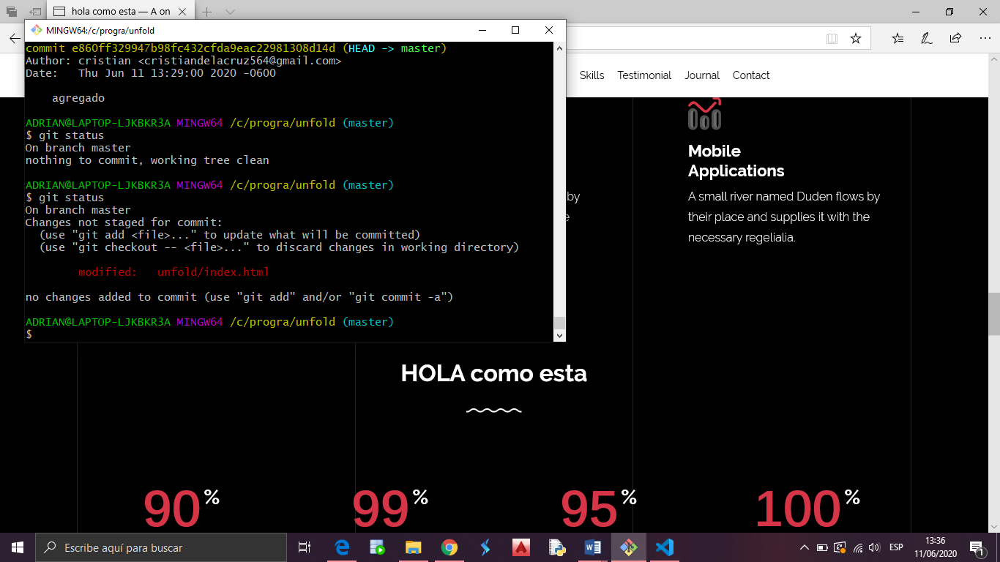 hola como esta — A on
MINGW64:/c/progra/unfold
commit e860ff329947b98fc432cfda9eac22981308d14d (HEAD -> master)
Author: cristian <cristiandelacruz564@gmail.com>
Date:   Thu Jun 11 13:29:00 2020 -0600
agregado
ADRIAN@LAPTOP-LJKBKR3A MINGW64 /c/progra/unfold (master)
$ git status
On branch master
nothing to commit, working tree clean
ADRIAN@LAPTOP-LJKBKR3A MINGW64 /c/progra/unfold (master)
$ git status
On branch master
Changes not staged for commit:
(use "git add <file>..." to update what will be committed)
(use "git checkout -- <file>..." to discard changes in working directory)
modified:   unfold/index.html
no changes added to commit (use "git add" and/or "git commit -a")
ADRIAN@LAPTOP-LJKBKR3A MINGW64 /c/progra/unfold (master)
$
Skills Testimonial Journal Contact
by
e
Mobile
Applications
A small river named Duden flows by
their place and supplies it with the
necessary regelialia.
HOLA como esta
90% 99% 95% 100%
Escribe aquí para buscar
ESP
13:36
11/06/2020
1